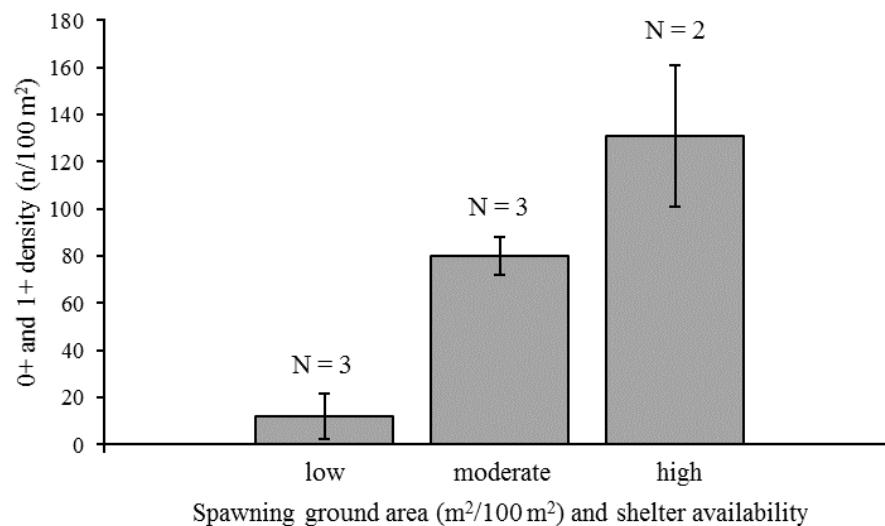 0+ and 1+ density (n/100 m²)
180
160
140
120
100
80
60
40
20
0
N = 3
N = 3
N = 2
low
moderate
high
Spawning ground area (m²/100 m²) and shelter availability